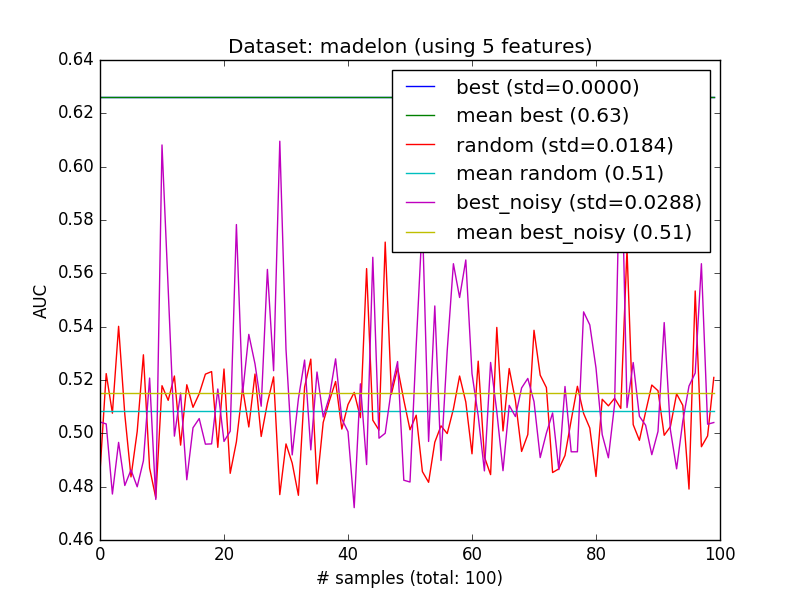 Dataset: madelon (using 5 features)
0.64
0.62
0.60
0.58
0.56
0.54
0.52
0.50
0.48
0.46
AUC
best (std=0.0000)
mean best (0.63)
random (std=0.0184)
mean random (0.51)
best_noisy (std=0.0288)
mean best_noisy (0.51)
0 20 40 60 80 100
# samples (total: 100)